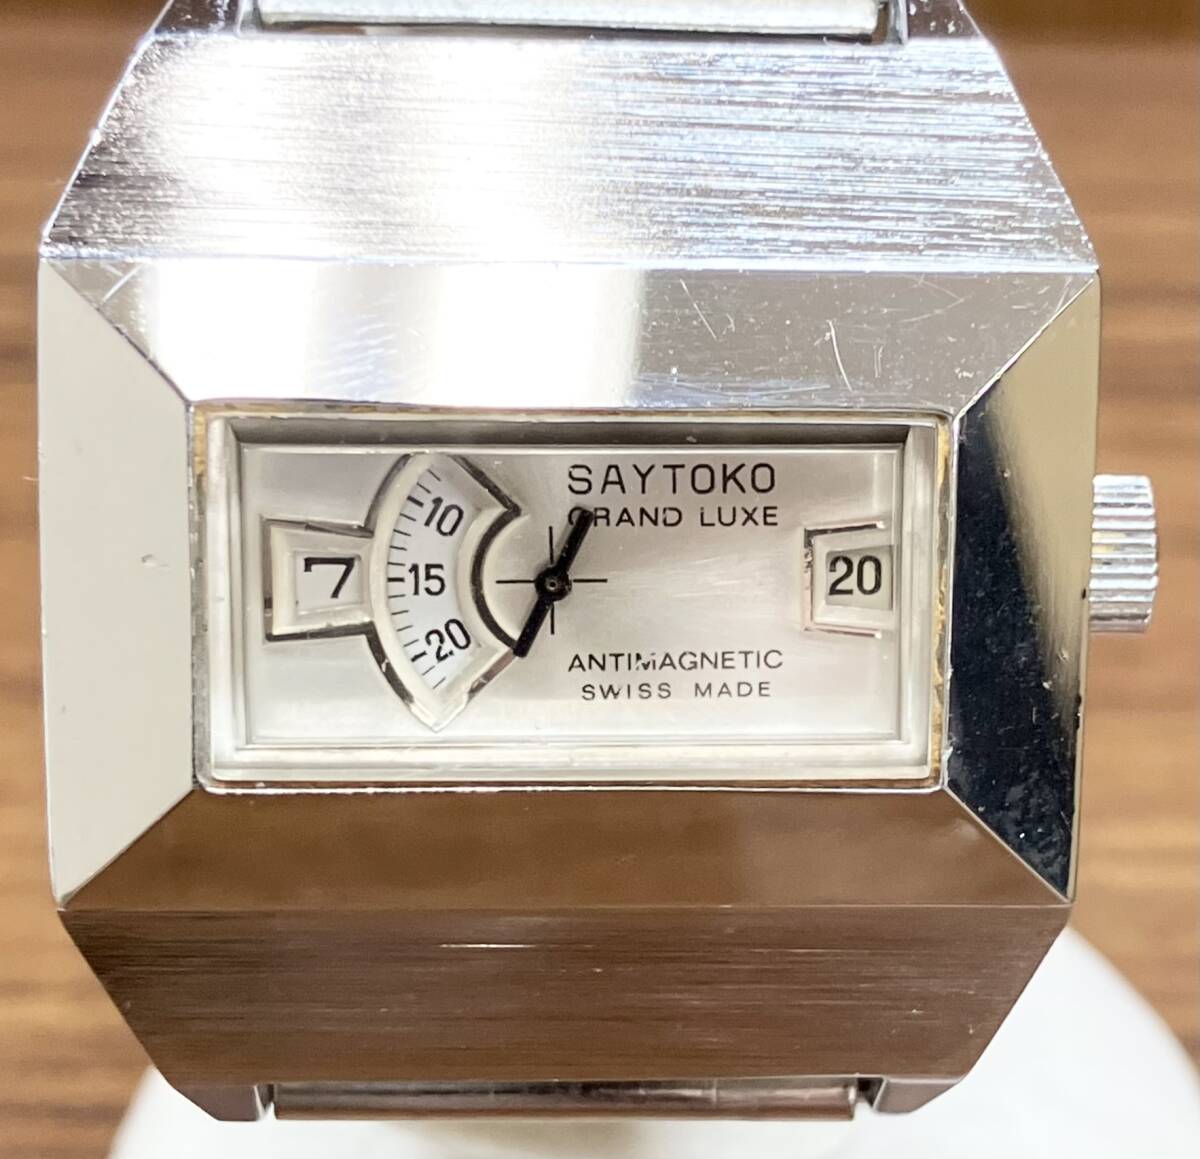 SAYTOKO
GRAND LUXE
10
7
15
20
20
ANTIMAGNETIC
SWISS MADE